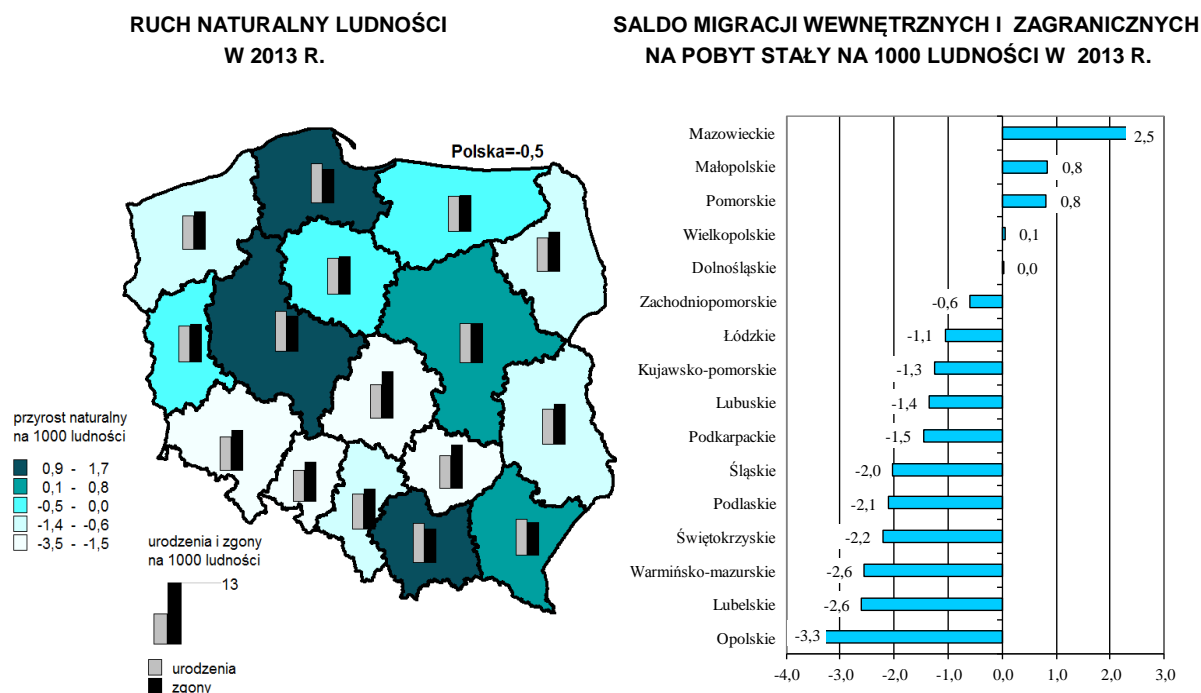 RUCH NATURALNY LUDNOŚCI
W 2013 R.
Polska=-0,5
przyrost naturalny
na 1000 ludności
0,9 - 1,7
0,1 - 0,8
-0,5 - 0,0
-1,4 - -0,6
-3,5 - -1,5
urodzenia i zgony
na 1000 ludności
13
urodzenia
zgony
SALDO MIGRACJI WEWNĘTRZNYCH I ZAGRANICZNYCH
NA POBYT STAŁY NA 1000 LUDNOŚCI W 2013 R.
Mazowieckie 2,5
Małopolskie 0,8
Pomorskie 0,8
Wielkopolskie 0,1
Dolnośląskie 0,0
Zachodniopomorskie -0,6
Łódzkie -1,1
Kujawsko-pomorskie -1,3
Lubuskie -1,4
Podkarpackie -1,5
Śląskie -2,0
Podlaskie -2,1
Świętokrzyskie -2,2
Warmińsko-mazurskie -2,6
Lubelskie -2,6
Opolskie -3,3
-4,0 -3,0 -2,0 -1,0 0,0 1,0 2,0 3,0